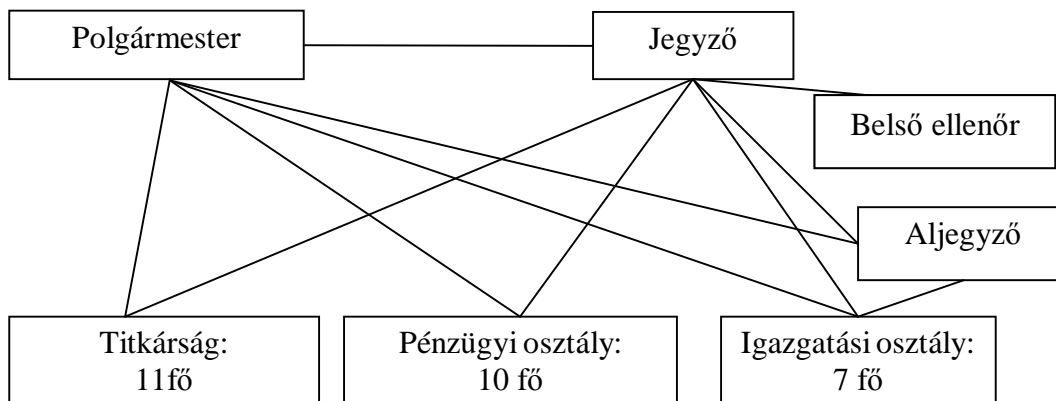 Polgármester
Jegyző
Belső ellenőr
Aljegyző
Titkárság:
11fő
Pénzügyi osztály:
10 fő
Igazgatási osztály:
7 fő